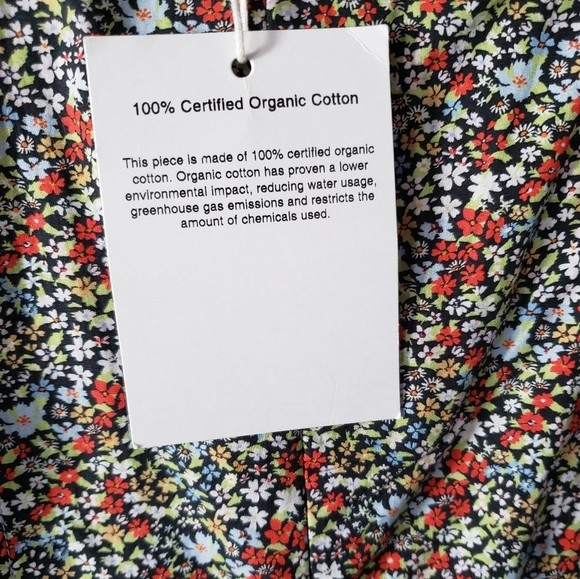 100% Certified Organic Cotton
This piece is made of 100% certified organic
cotton. Organic cotton has proven a lower
environmental impact, reducing water usage,
greenhouse gas emissions and restricts the
amount of chemicals used.